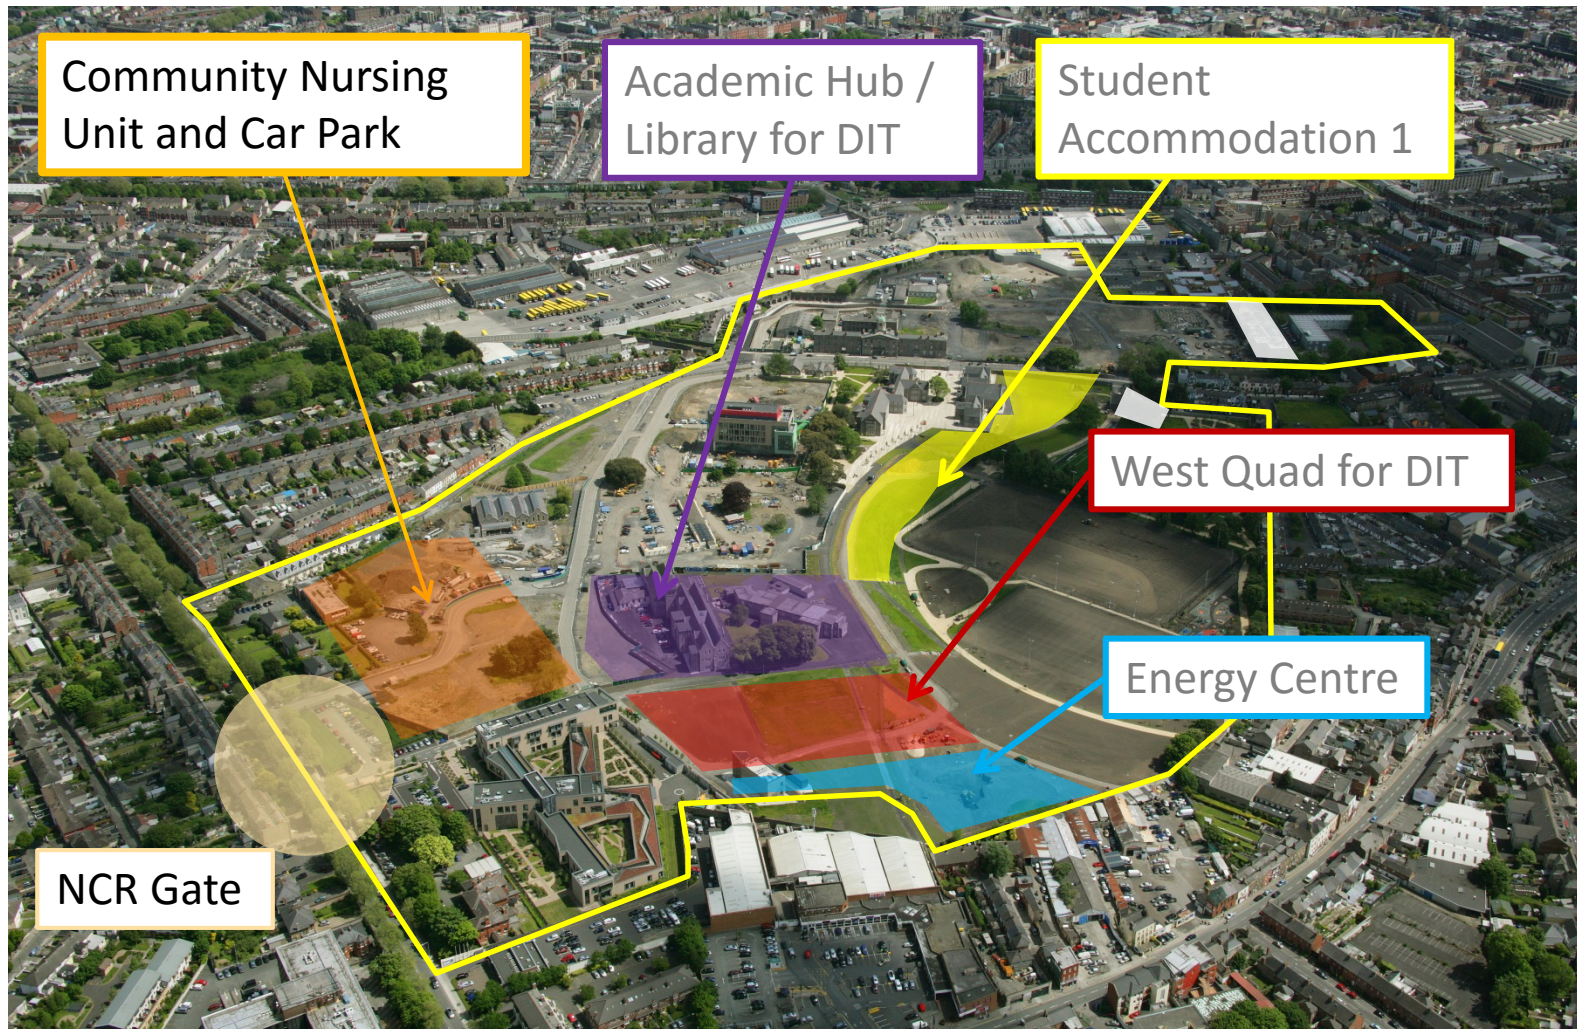 Community Nursing
Unit and Car Park
Academic Hub /
Library for DIT
Student
Accommodation 1
West Quad for DIT
Energy Centre
NCR Gate